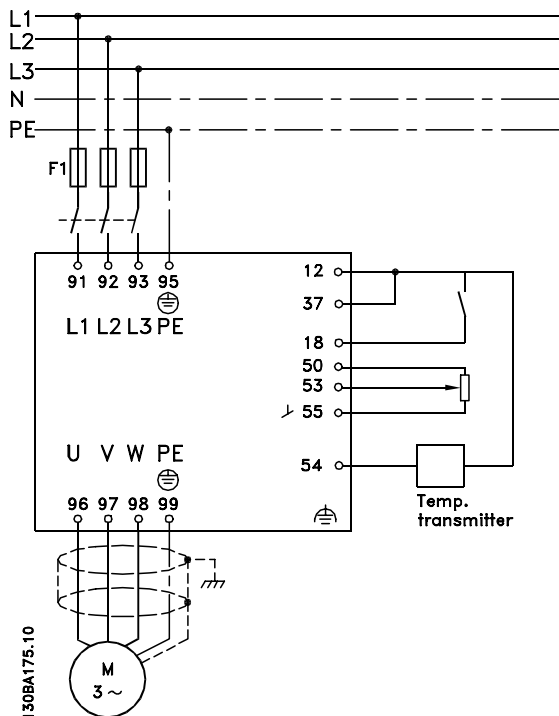 L1
L2
L3
N
PE
F1
91 92 93 95
L1 L2 L3 PE
12
37
18
50
53
55
54
U V W PE
96 97 98 99
Temp.
transmitter
M
3 ~
130BA175.10